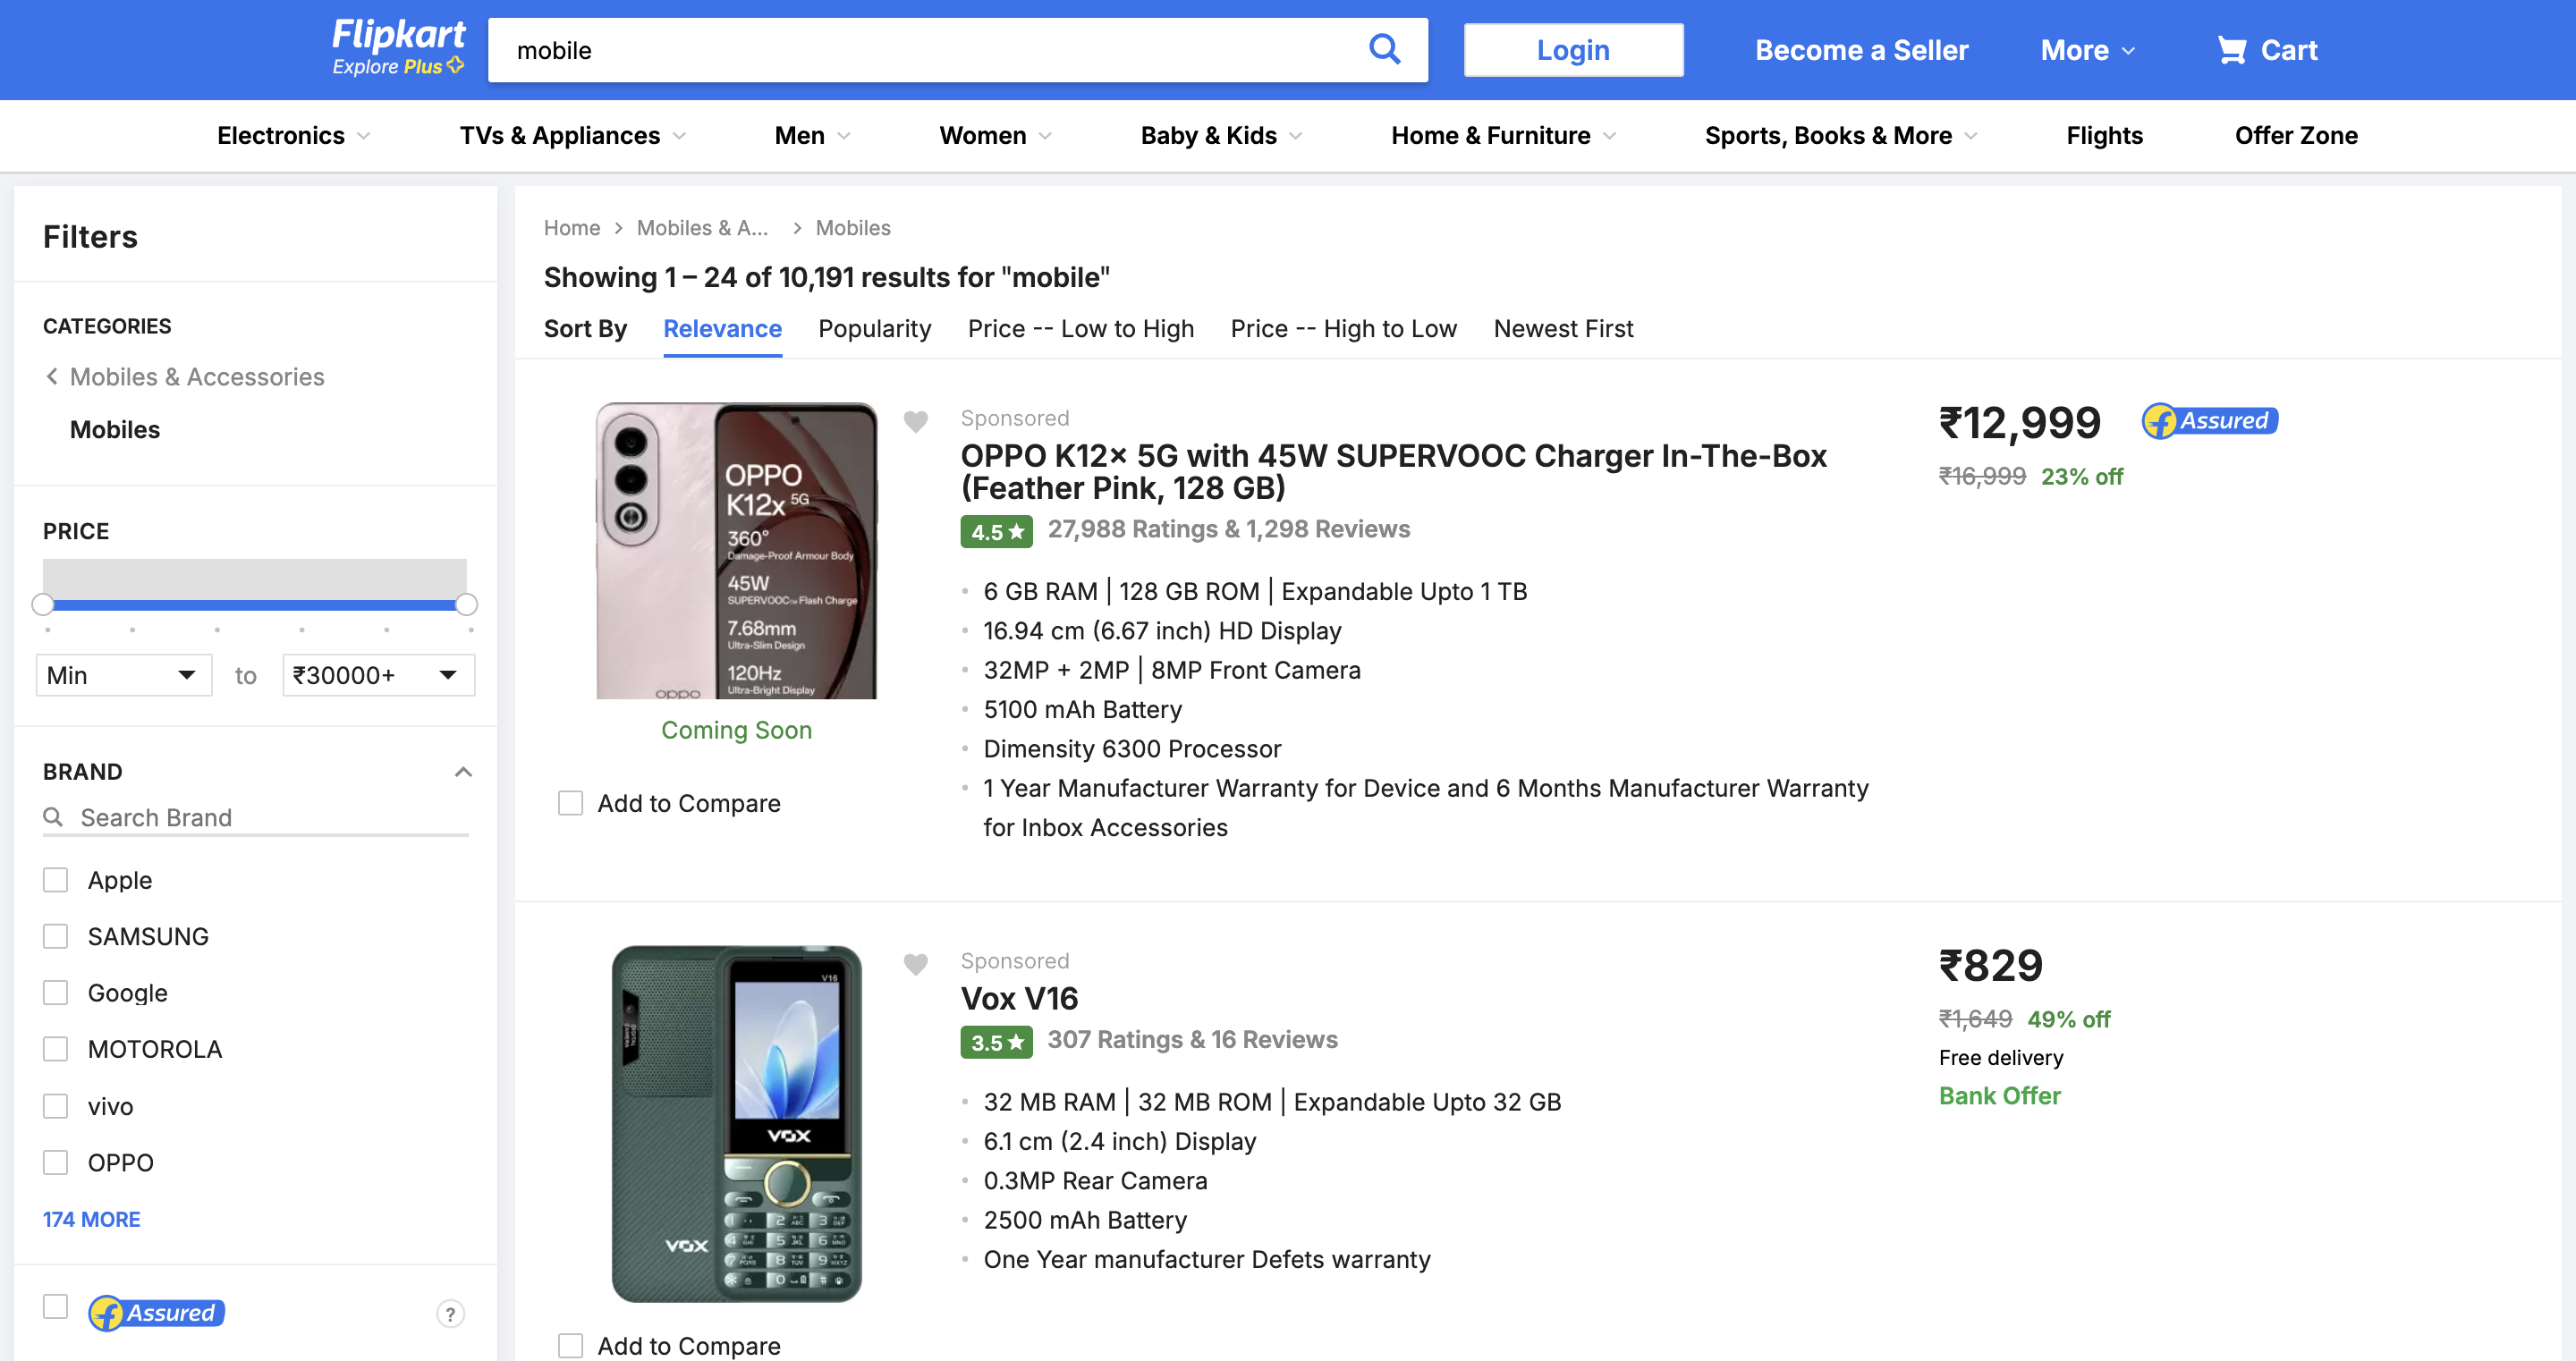 Flipkart
Explore Plus
mobile
Login
Become a Seller
More
Cart
Electronics
TVs & Appliances
Men
Women
Baby & Kids
Home & Furniture
Sports, Books & More
Flights
Offer Zone
Filters
CATEGORIES
Mobiles & Accessories
Mobiles
PRICE
Min
to
₹30000+
BRAND
Search Brand
Apple
SAMSUNG
Google
MOTOROLA
vivo
OPPO
174 MORE
Assured
?
Home
Mobiles & A...
Mobiles
Showing 1 – 24 of 10,191 results for "mobile"
Sort By
Relevance
Popularity
Price -- Low to High
Price -- High to Low
Newest First
OPPO
K12x 5G
360°
Damage-Proof Armour Body
45W
SUPERVOOC™ Flash Charge
7.68mm
Ultra-Slim Design
120Hz
Ultra-Bright Display
oppo
Coming Soon
Add to Compare
Sponsored
OPPO K12x 5G with 45W SUPERVOOC Charger In-The-Box
(Feather Pink, 128 GB)
4.5 ★ 27,988 Ratings & 1,298 Reviews
6 GB RAM | 128 GB ROM | Expandable Upto 1 TB
16.94 cm (6.67 inch) HD Display
32MP + 2MP | 8MP Front Camera
5100 mAh Battery
Dimensity 6300 Processor
1 Year Manufacturer Warranty for Device and 6 Months Manufacturer Warranty
for Inbox Accessories
₹12,999
Assured
₹16,999 23% off
V16
VOX
VOX
Add to Compare
Sponsored
Vox V16
3.5 ★ 307 Ratings & 16 Reviews
32 MB RAM | 32 MB ROM | Expandable Upto 32 GB
6.1 cm (2.4 inch) Display
0.3MP Rear Camera
2500 mAh Battery
One Year manufacturer Defets warranty
₹829
₹1,649 49% off
Free delivery
Bank Offer